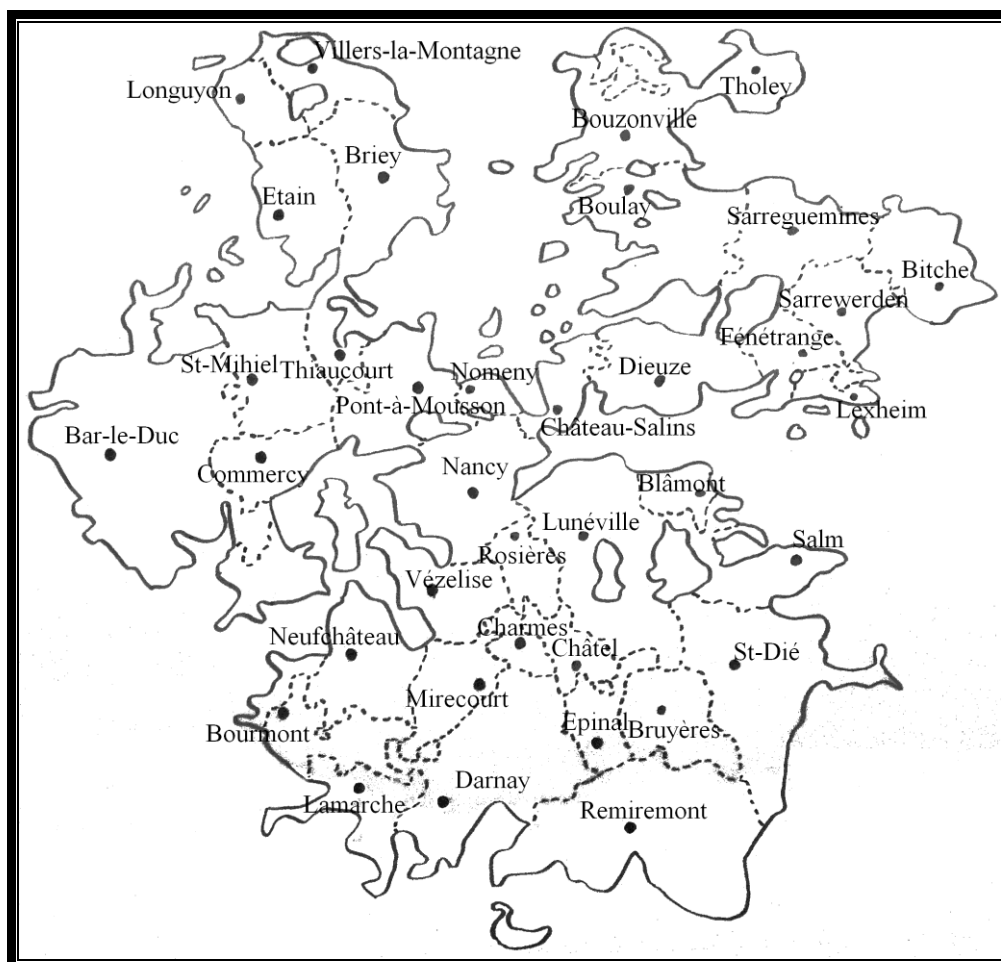 Villers-la-Montagne
Tholey
Longuyon
Bouzonville
Briey
Etain
Boulay
Sarreguemines
Bitche
Sarrewerden
Fénétrange
St-Mihiel
Thiaucourt
Nomeny
Dieuze
Pont-à-Mousson
Lexheim
Château-Salins
Bar-le-Duc
Commercy
Nancy
Blâmont
Lunéville
Rosières
Salm
Vézelise
Charmes
Neufchâteau
Châtel
St-Dié
Mirecourt
Epinal
Bruyères
Bourmont
Darnay
Lamarche
Remiremont